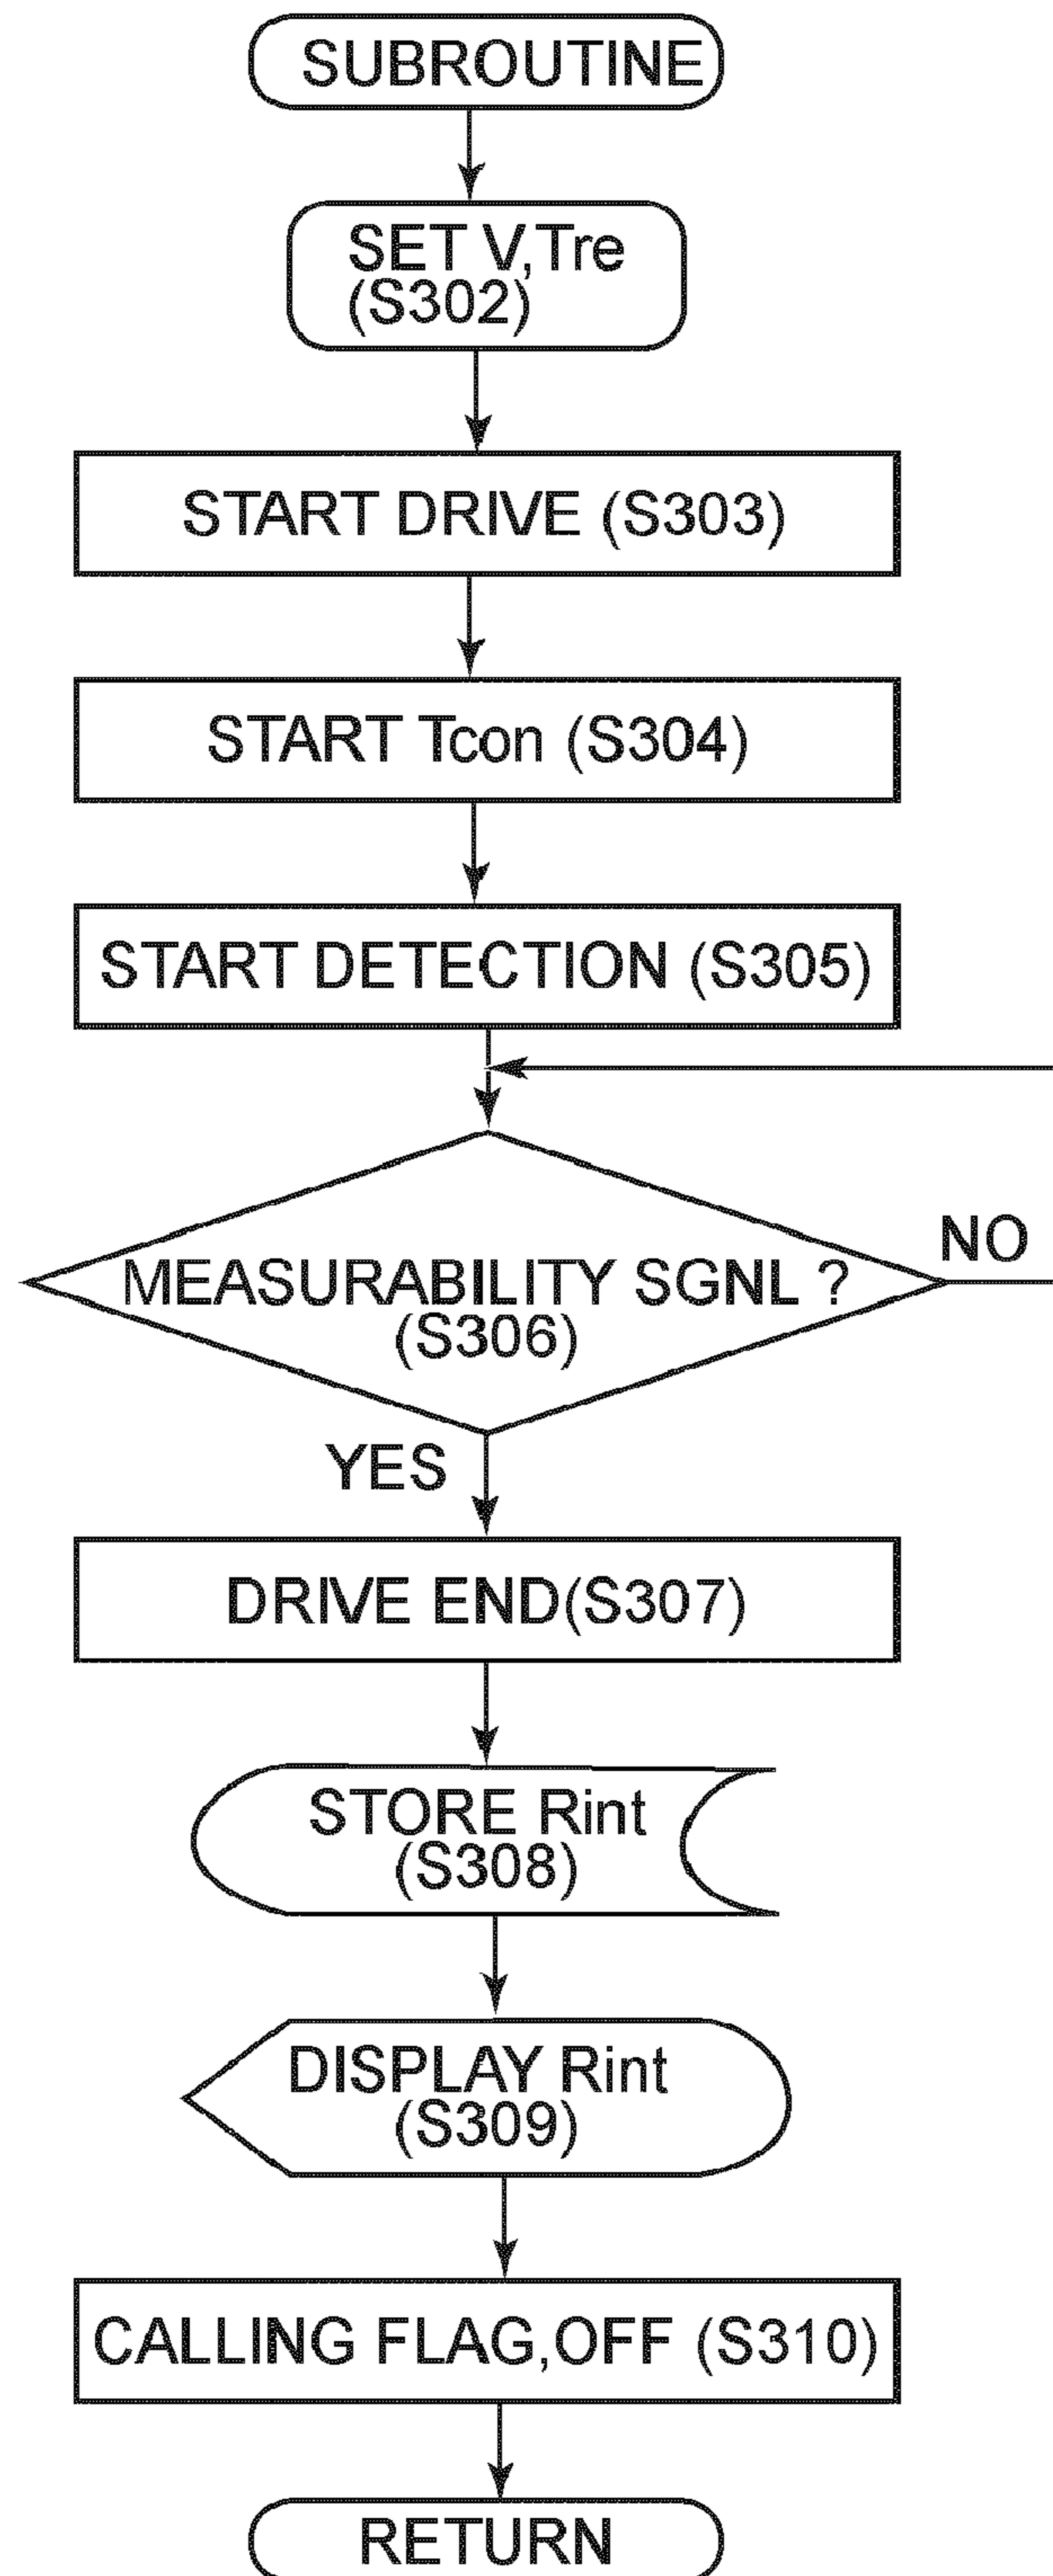 SUBROUTINE
SET V,Tre
(S302)
START DRIVE (S303)
START Tcon (S304)
START DETECTION (S305)
MEASURABILITY SGNL ?
(S306)
NO
YES
DRIVE END(S307)
STORE Rint
(S308)
DISPLAY Rint
(S309)
CALLING FLAG,OFF (S310)
RETURN